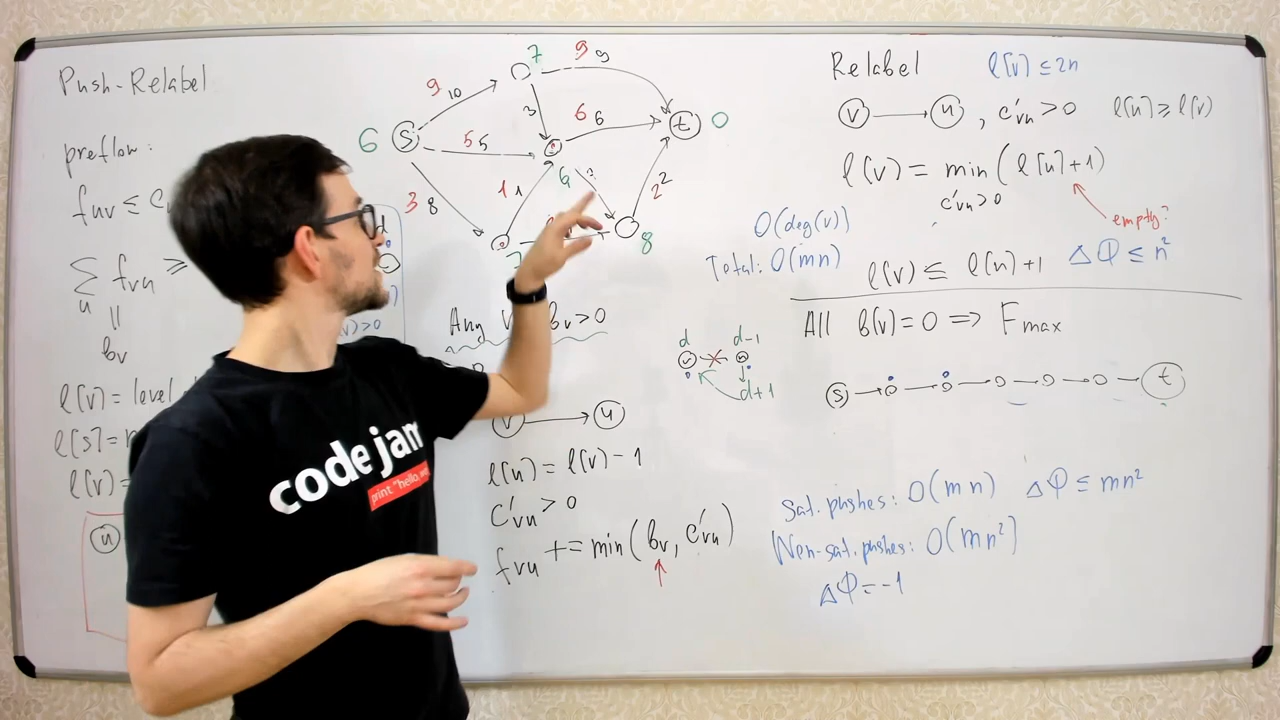 Push-Relabel
preflow:
fuv ≤ c
∑ fvu ≥
u
||
bv
l(v) = level
l[s] =
l(v) =
u
d
v) > 0
code jam
print "hello,
6
s
9 10
7
9 9
3
5 5
6 6
t
0
3 8
1 1
6
2 2
8
Any bv > 0
v → u
l(u) = l(v) - 1
c'vu > 0
fvu += min(bv, c'vu)
Relabel
l(v) ≤ 2n
v → u , c'vu > 0
l(u) ≥ l(v)
l(v) = min (l[u] + 1)
c'vu > 0
empty?
O(deg(v))
Total: O(mn)
l(v) ≤ l(u) + 1
ΔΦ ≤ n²
All b(v) = 0 => Fmax
d
d-1
v
u
d+1
s
t
Sat. pushes: O(mn)
ΔΦ ≤ mn²
Non-sat. pushes: O(mn²)
ΔΦ = -1